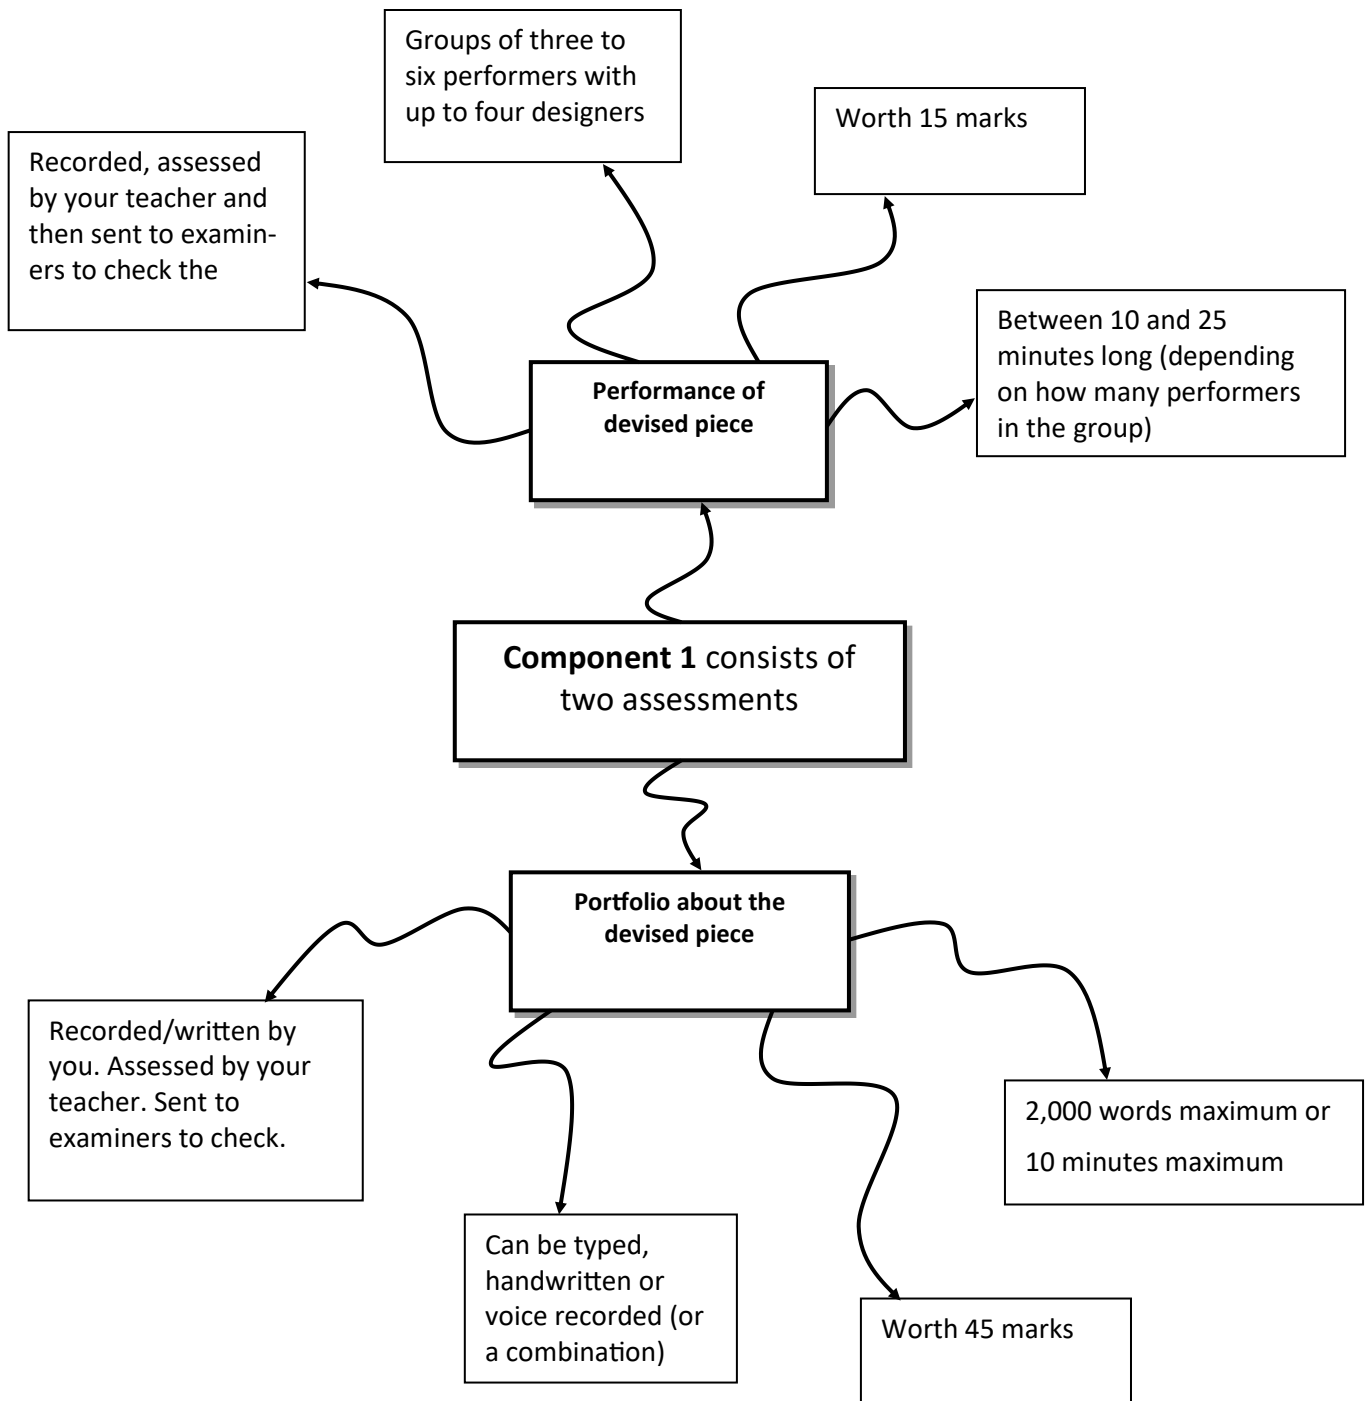 Groups of three to
six performers with
up to four designers
Worth 15 marks
Recorded, assessed
by your teacher and
then sent to examin-
ers to check the
Between 10 and 25
minutes long (depending
on how many performers
in the group)
Performance of
devised piece
Component 1 consists of
two assessments
Portfolio about the
devised piece
Recorded/written by
you. Assessed by your
teacher. Sent to
examiners to check.
2,000 words maximum or
10 minutes maximum
Can be typed,
handwritten or
voice recorded (or
a combination)
Worth 45 marks